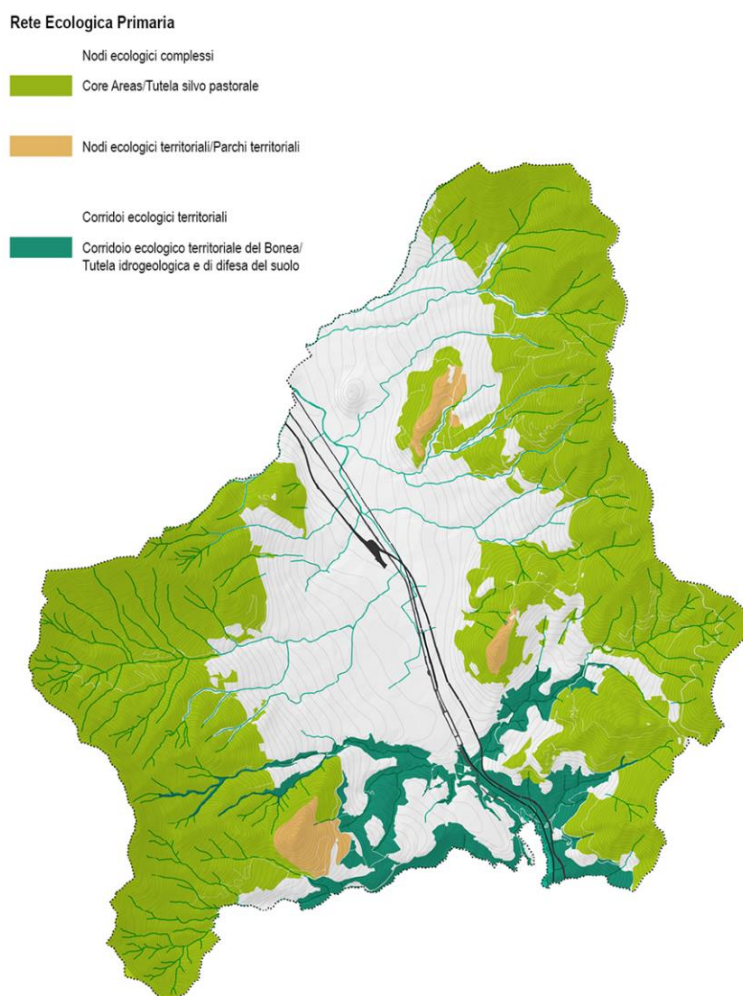 Rete Ecologica Primaria
Nodi ecologici complessi
Core Areas/Tutela silvo pastorale
Nodi ecologici territoriali/Parchi territoriali
Corridoi ecologici territoriali
Corridoio ecologico territoriale del Bonea/
Tutela idrogeologica e di difesa del suolo